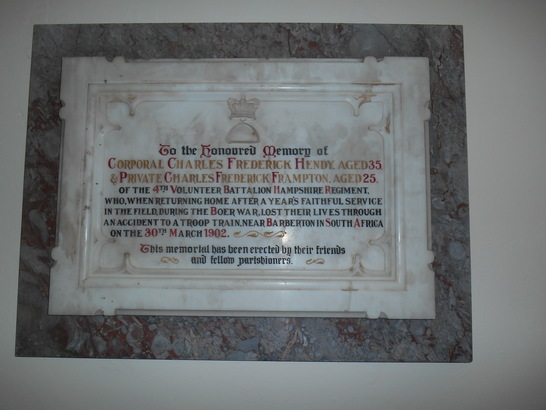 To the Honoured Memory of
CORPORAL CHARLES FREDERICK HENDY, AGED 35
& PRIVATE CHARLES FREDERICK FRAMPTON, AGED 25,
OF THE 4TH VOLUNTEER BATTALION HAMPSHIRE REGIMENT,
WHO, WHEN RETURNING HOME AFTER A YEAR'S FAITHFUL SERVICE
IN THE FIELD, DURING THE BOER WAR, LOST THEIR LIVES THROUGH
AN ACCIDENT TO A TROOP TRAIN, NEAR BARBERTON IN SOUTH AFRICA
ON THE 30TH MARCH 1902.
This memorial has been erected by their friends
and fellow parishioners.